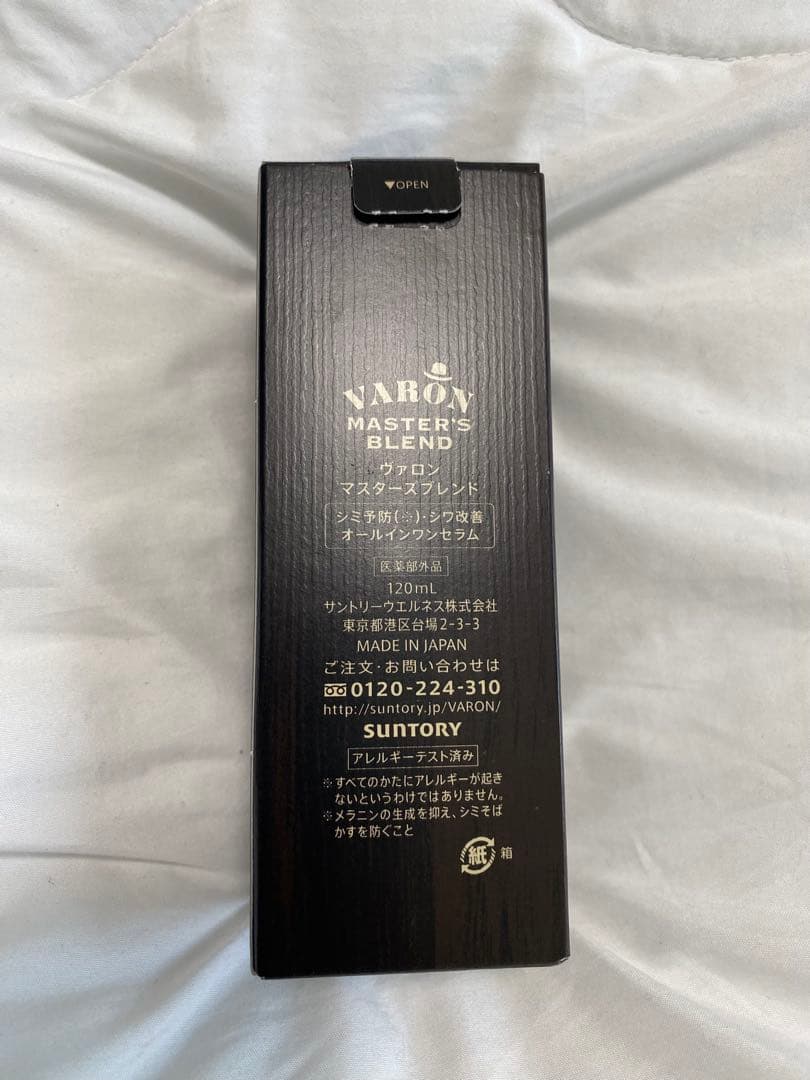 ▼OPEN
VARON
MASTER'S
BLEND
ヴァロン
マスターズブレンド
シミ予防(※)・シワ改善
オールインワンセラム
医薬部外品
120mL
サントリーウエルネス株式会社
東京都港区台場2-3-3
MADE IN JAPAN
ご注文・お問い合わせは
0120-224-310
http://suntory.jp/VARON/
SUNTORY
アレルギーテスト済み
※すべてのかたにアレルギーが起き
ないというわけではありません。
※メラニンの生成を抑え、シミそば
かすを防ぐこと
紙 箱